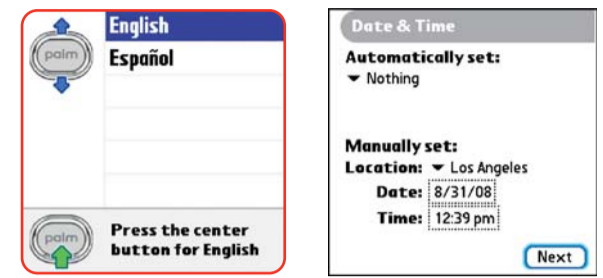 palm
English
Español
palm
Press the center
button for English
Date & Time
Automatically set:
Nothing
Manually set:
Location: Los Angeles
Date: 8/31/08
Time: 12:39 pm
Next